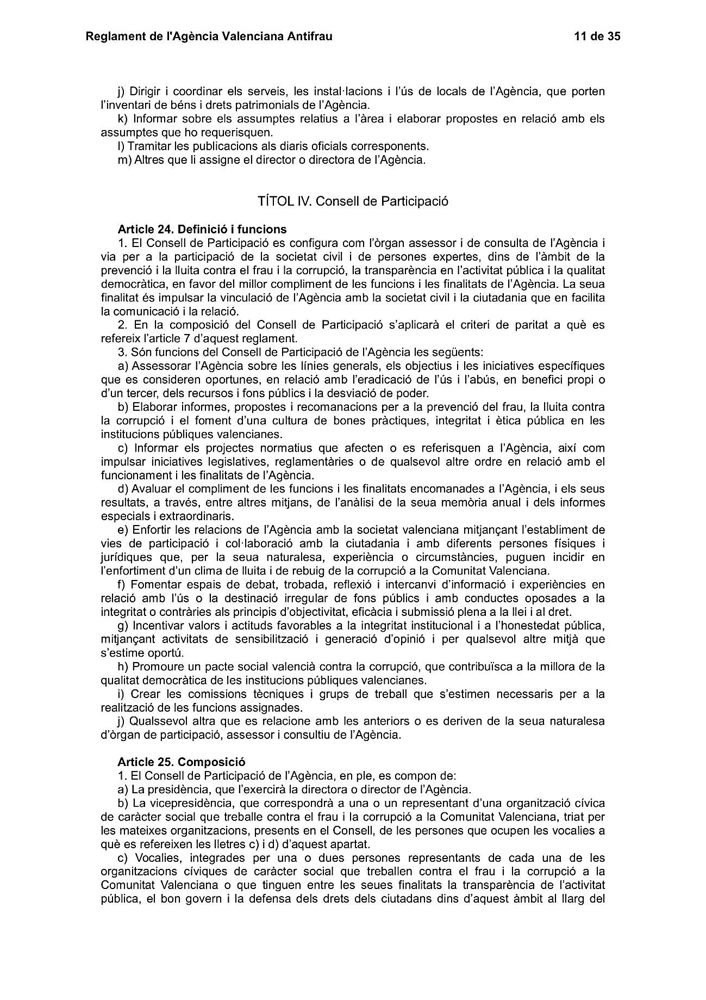 Reglament de l'Agència Valenciana Antifrau 11 de 35
j) Dirigir i coordinar els serveis, les instal·lacions i l’ús de locals de l’Agència, que porten
l’inventari de béns i drets patrimonials de l’Agència.
k) Informar sobre els assumptes relatius a l’àrea i elaborar propostes en relació amb els
assumptes que ho requerisquen.
l) Tramitar les publicacions als diaris oficials corresponents.
m) Altres que li assigne el director o directora de l’Agència.
TÍTOL IV. Consell de Participació
Article 24. Definició i funcions
1. El Consell de Participació es configura com l’òrgan assessor i de consulta de l’Agència i
via per a la participació de la societat civil i de persones expertes, dins de l’àmbit de la
prevenció i la lluita contra el frau i la corrupció, la transparència en l’activitat pública i la qualitat
democràtica, en favor del millor compliment de les funcions i les finalitats de l’Agència. La seua
finalitat és impulsar la vinculació de l’Agència amb la societat civil i la ciutadania que en facilita
la comunicació i la relació.
2. En la composició del Consell de Participació s’aplicarà el criteri de paritat a què es
refereix l’article 7 d’aquest reglament.
3. Són funcions del Consell de Participació de l’Agència les següents:
a) Assessorar l’Agència sobre les línies generals, els objectius i les iniciatives específiques
que es consideren oportunes, en relació amb l’eradicació de l’ús i l’abús, en benefici propi o
d’un tercer, dels recursos i fons públics i la desviació de poder.
b) Elaborar informes, propostes i recomanacions per a la prevenció del frau, la lluita contra
la corrupció i el foment d’una cultura de bones pràctiques, integritat i ètica pública en les
institucions públiques valencianes.
c) Informar els projectes normatius que afecten o es referisquen a l’Agència, així com
impulsar iniciatives legislatives, reglamentàries o de qualsevol altre ordre en relació amb el
funcionament i les finalitats de l’Agència.
d) Avaluar el compliment de les funcions i les finalitats encomanades a l’Agència, i els seus
resultats, a través, entre altres mitjans, de l’anàlisi de la seua memòria anual i dels informes
especials i extraordinaris.
e) Enfortir les relacions de l’Agència amb la societat valenciana mitjançant l’establiment de
vies de participació i col·laboració amb la ciutadania i amb diferents persones físiques i
jurídiques que, per la seua naturalesa, experiència o circumstàncies, puguen incidir en
l’enfortiment d’un clima de lluita i de rebuig de la corrupció a la Comunitat Valenciana.
f) Fomentar espais de debat, trobada, reflexió i intercanvi d’informació i experiències en
relació amb l’ús o la destinació irregular de fons públics i amb conductes oposades a la
integritat o contràries als principis d’objectivitat, eficàcia i submissió plena a la llei i al dret.
g) Incentivar valors i actituds favorables a la integritat institucional i a l’honestedat pública,
mitjançant activitats de sensibilització i generació d’opinió i per qualsevol altre mitjà que
s’estime oportú.
h) Promoure un pacte social valencià contra la corrupció, que contribuïsca a la millora de la
qualitat democràtica de les institucions públiques valencianes.
i) Crear les comissions tècniques i grups de treball que s’estimen necessaris per a la
realització de les funcions assignades.
j) Qualssevol altra que es relacione amb les anteriors o es deriven de la seua naturalesa
d’òrgan de participació, assessor i consultiu de l’Agència.
Article 25. Composició
1. El Consell de Participació de l’Agència, en ple, es compon de:
a) La presidència, que l’exercirà la directora o director de l’Agència.
b) La vicepresidència, que correspondrà a una o un representant d’una organització cívica
de caràcter social que treballe contra el frau i la corrupció a la Comunitat Valenciana, triat per
les mateixes organitzacions, presents en el Consell, de les persones que ocupen les vocalies a
què es refereixen les lletres c) i d) d’aquest apartat.
c) Vocalies, integrades per una o dues persones representants de cada una de les
organitzacions cíviques de caràcter social que treballen contra el frau i la corrupció a la
Comunitat Valenciana o que tinguen entre les seues finalitats la transparència de l’activitat
pública, el bon govern i la defensa dels drets dels ciutadans dins d’aquest àmbit al llarg del